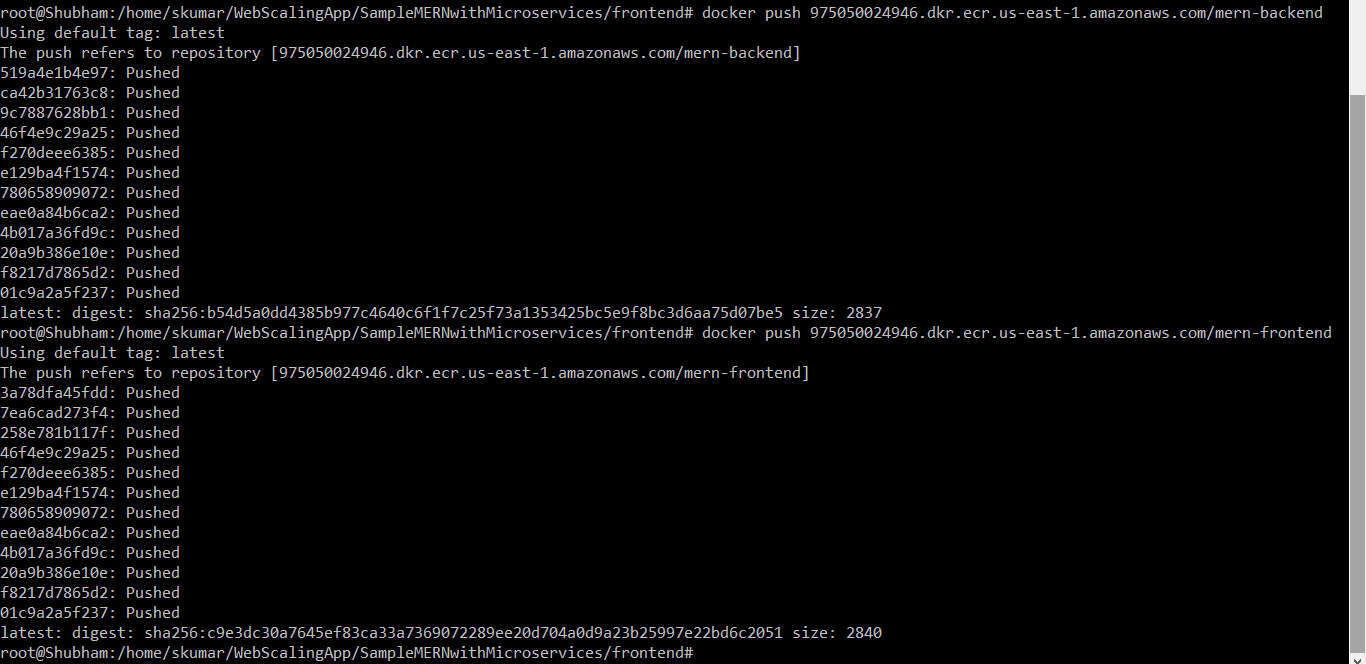 root@Shubham:/home/skumar/WebScalingApp/SampleMERNwithMicroservices/frontend# docker push 975050024946.dkr.ecr.us-east-1.amazonaws.com/mern-backend
Using default tag: latest
The push refers to repository [975050024946.dkr.ecr.us-east-1.amazonaws.com/mern-backend]
519a4e1b4e97: Pushed
ca42b31763c8: Pushed
9c7887628bb1: Pushed
46f4e9c29a25: Pushed
f270deee6385: Pushed
e129ba4f1574: Pushed
780658909072: Pushed
eae0a84b6ca2: Pushed
4b017a36fd9c: Pushed
20a9b386e10e: Pushed
f8217d7865d2: Pushed
01c9a2a5f237: Pushed
latest: digest: sha256:b54d5a0dd4385b977c4640c6f1f7c25f73a1353425bc5e9f8bc3d6aa75d07be5 size: 2837
root@Shubham:/home/skumar/WebScalingApp/SampleMERNwithMicroservices/frontend# docker push 975050024946.dkr.ecr.us-east-1.amazonaws.com/mern-frontend
Using default tag: latest
The push refers to repository [975050024946.dkr.ecr.us-east-1.amazonaws.com/mern-frontend]
3a78dfa45fdd: Pushed
7ea6cad273f4: Pushed
258e781b117f: Pushed
46f4e9c29a25: Pushed
f270deee6385: Pushed
e129ba4f1574: Pushed
780658909072: Pushed
eae0a84b6ca2: Pushed
4b017a36fd9c: Pushed
20a9b386e10e: Pushed
f8217d7865d2: Pushed
01c9a2a5f237: Pushed
latest: digest: sha256:c9e3dc30a7645ef83ca33a7369072289ee20d704a0d9a23b25997e22bd6c2051 size: 2840
root@Shubham:/home/skumar/WebScalingApp/SampleMERNwithMicroservices/frontend#